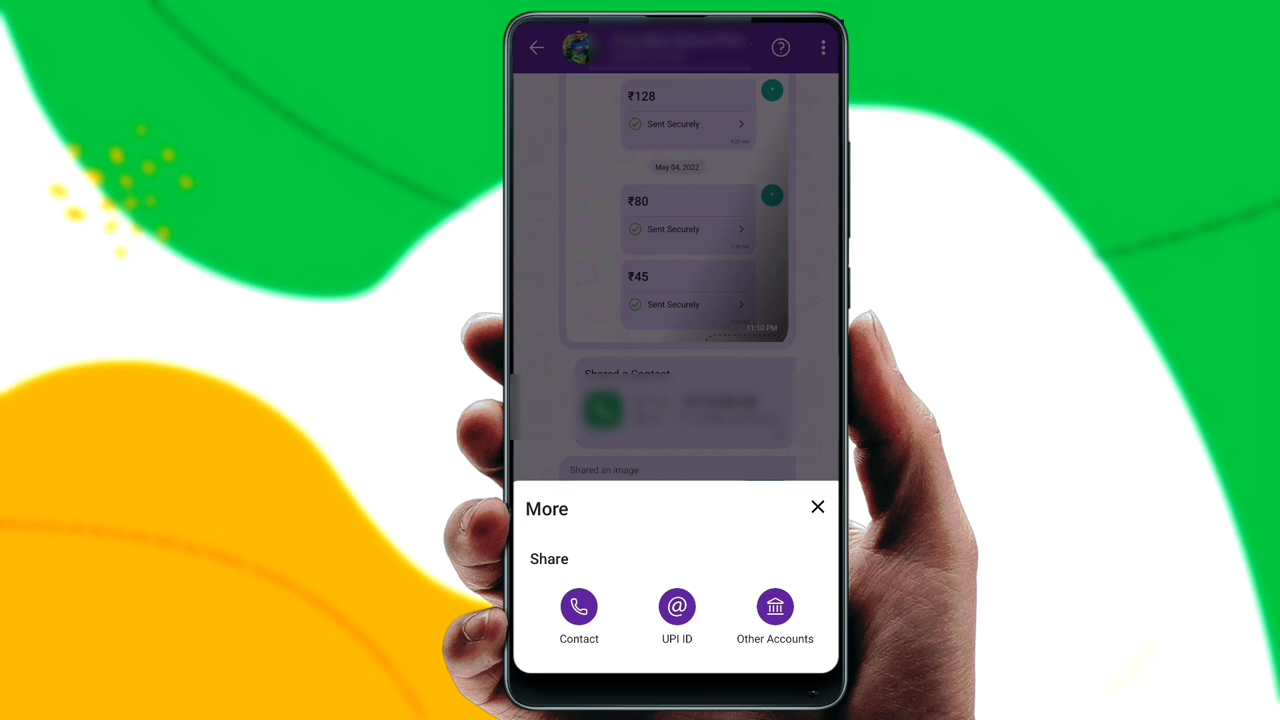 ₹128
Sent Securely
May 04, 2022
₹80
Sent Securely
₹45
Sent Securely
11:10 PM
Shared a Contact
Shared an image
More
Share
Contact
UPI ID
Other Accounts